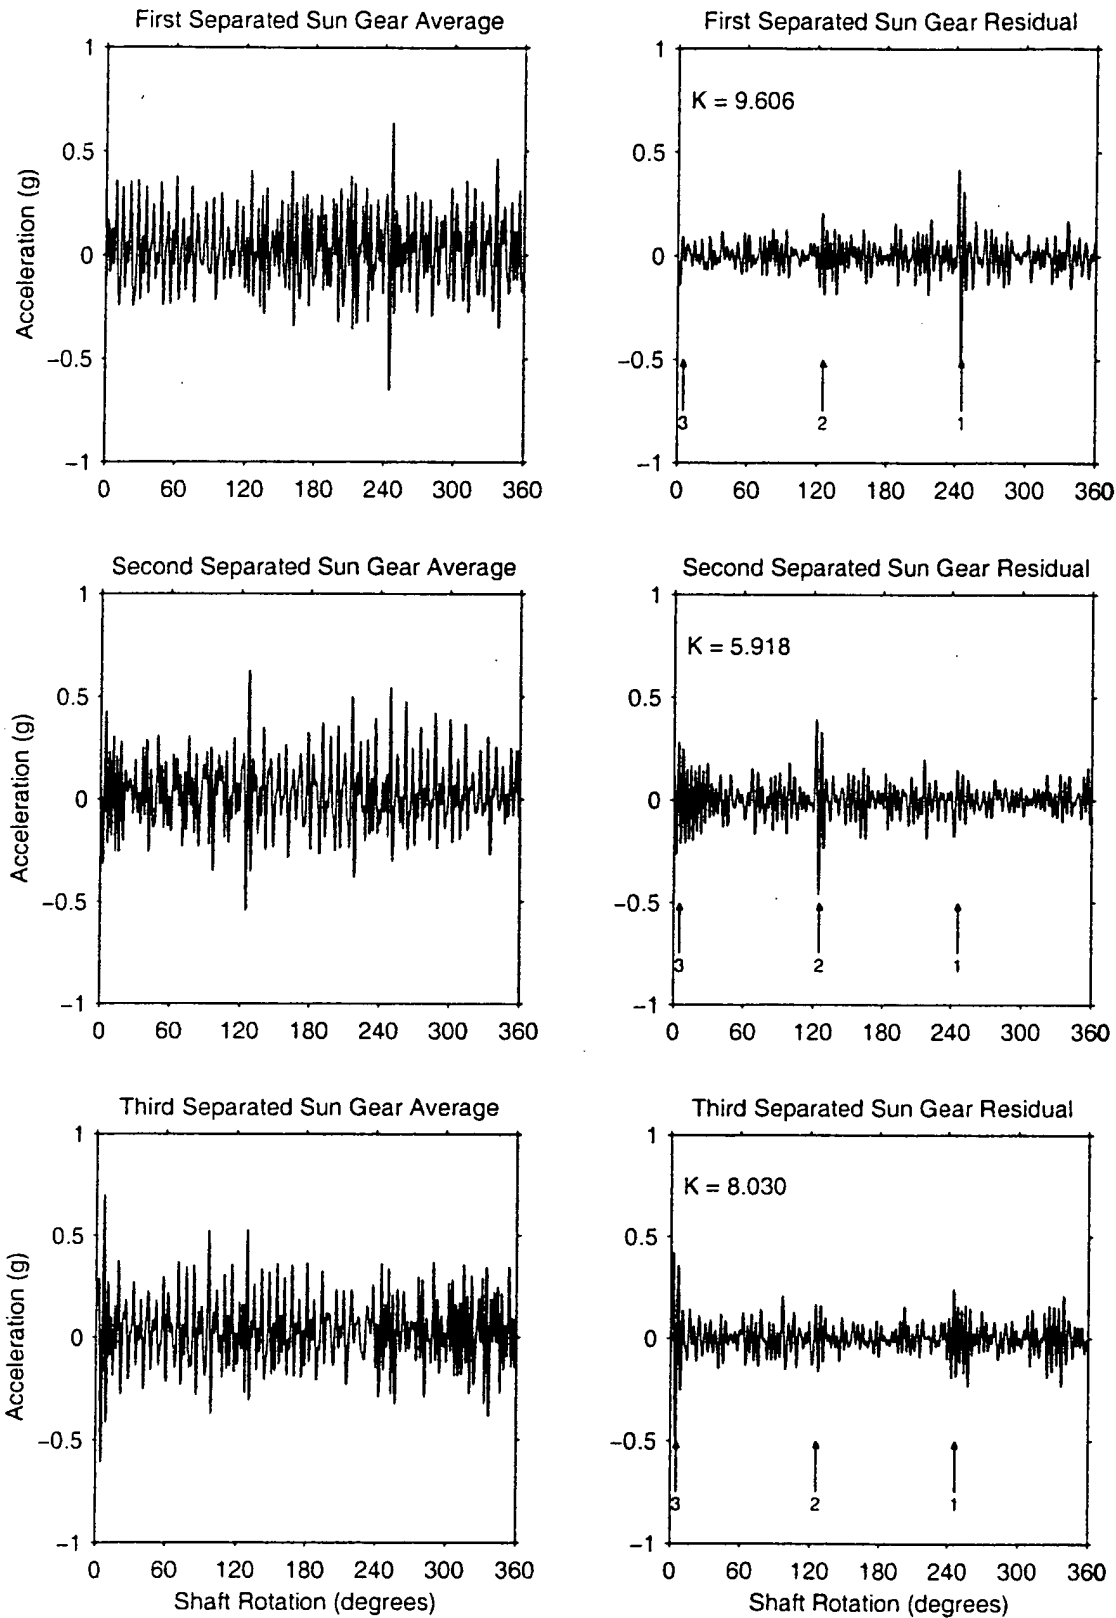 First Separated Sun Gear Average
1
0.5
0
−0.5
−1
Acceleration (g)
0 60 120 180 240 300 360
First Separated Sun Gear Residual
1
0.5
0
−0.5
−1
K = 9.606
3 2 1
0 60 120 180 240 300 360
Second Separated Sun Gear Average
1
0.5
0
−0.5
−1
Acceleration (g)
0 60 120 180 240 300 360
Second Separated Sun Gear Residual
1
0.5
0
−0.5
−1
K = 5.918
3 2 1
0 60 120 180 240 300 360
Third Separated Sun Gear Average
1
0.5
0
−0.5
−1
Acceleration (g)
0 60 120 180 240 300 360
Shaft Rotation (degrees)
Third Separated Sun Gear Residual
1
0.5
0
−0.5
−1
K = 8.030
3 2 1
0 60 120 180 240 300 360
Shaft Rotation (degrees)